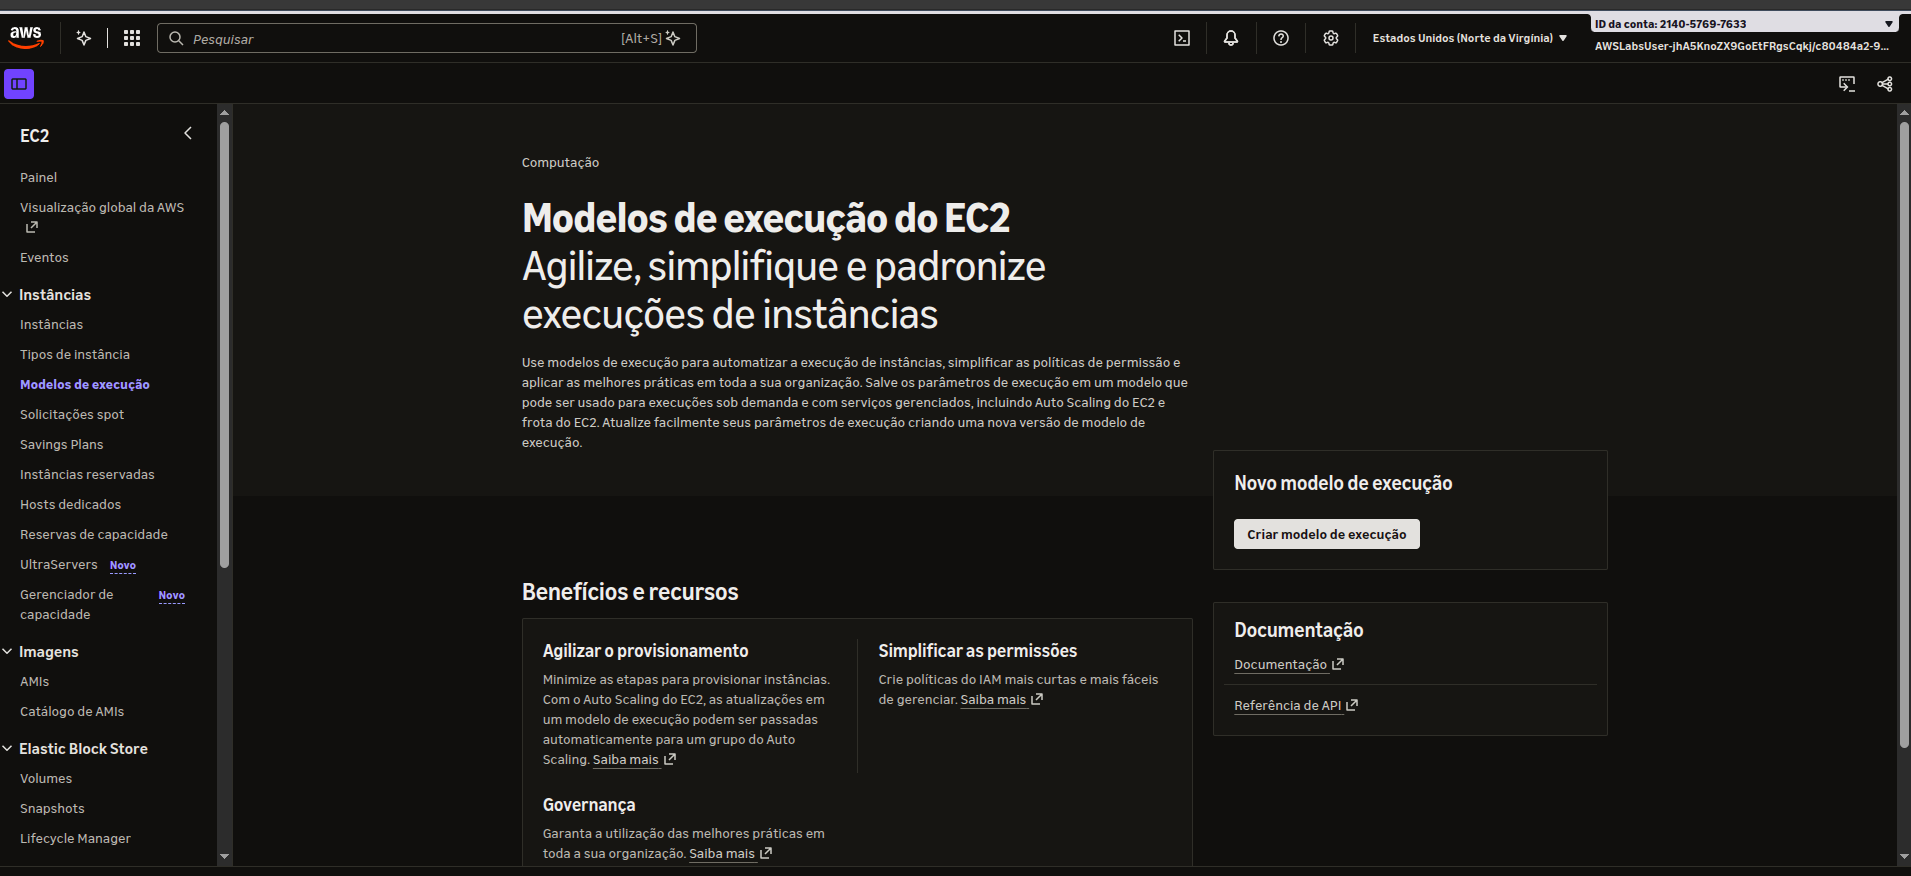 aws
Pesquisar
[Alt+S]
Estados Unidos (Norte da Virgínia)
ID da conta: 2140-5769-7633
AWSLabsUser-jhA5KnoZX9GoEtFRgsCqkj/c80484a2-9...
EC2
Painel
Visualização global da AWS
Eventos
Instâncias
Instâncias
Tipos de instância
Modelos de execução
Solicitações spot
Savings Plans
Instâncias reservadas
Hosts dedicados
Reservas de capacidade
UltraServers Novo
Gerenciador de Novo
capacidade
Imagens
AMIs
Catálogo de AMIs
Elastic Block Store
Volumes
Snapshots
Lifecycle Manager
Computação
Modelos de execução do EC2
Agilize, simplifique e padronize
execuções de instâncias
Use modelos de execução para automatizar a execução de instâncias, simplificar as políticas de permissão e
aplicar as melhores práticas em toda a sua organização. Salve os parâmetros de execução em um modelo que
pode ser usado para execuções sob demanda e com serviços gerenciados, incluindo Auto Scaling do EC2 e
frota do EC2. Atualize facilmente seus parâmetros de execução criando uma nova versão de modelo de
execução.
Novo modelo de execução
Criar modelo de execução
Benefícios e recursos
Agilizar o provisionamento
Minimize as etapas para provisionar instâncias.
Com o Auto Scaling do EC2, as atualizações em
um modelo de execução podem ser passadas
automaticamente para um grupo do Auto
Scaling. Saiba mais
Simplificar as permissões
Crie políticas do IAM mais curtas e mais fáceis
de gerenciar. Saiba mais
Governança
Garanta a utilização das melhores práticas em
toda a sua organização. Saiba mais
Documentação
Documentação
Referência de API